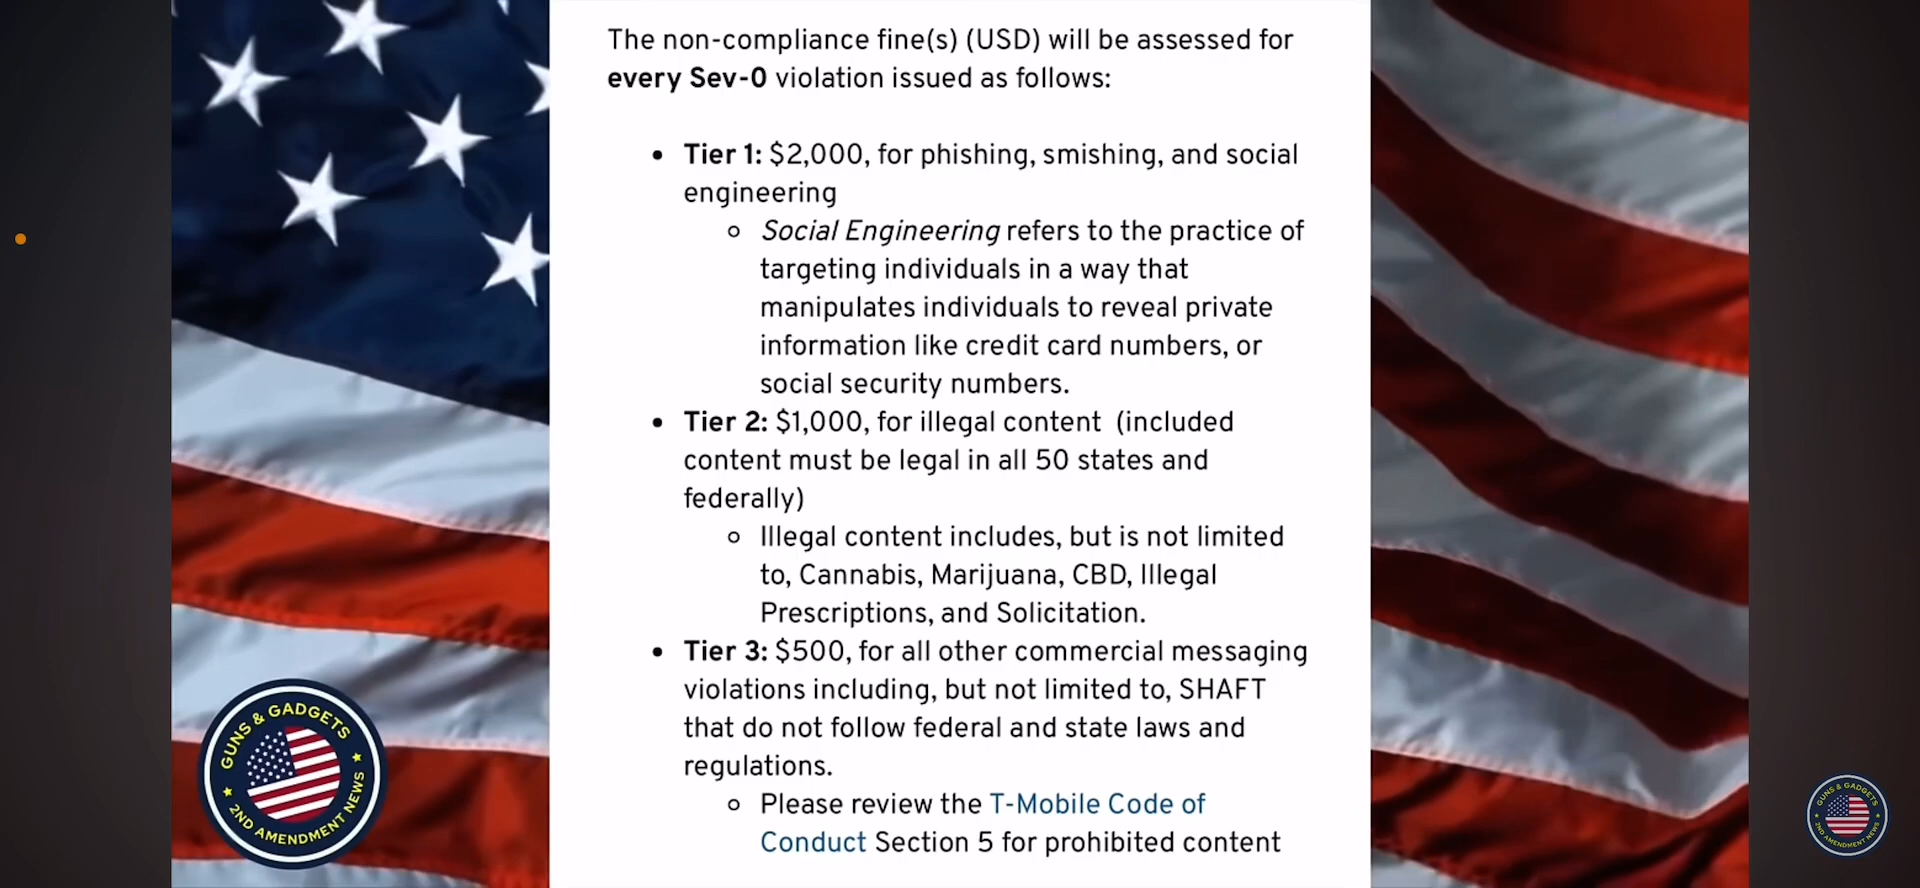 The non-compliance fine(s) (USD) will be assessed for
every Sev-0 violation issued as follows:
• Tier 1: $2,000, for phishing, smishing, and social
engineering
○ Social Engineering refers to the practice of
targeting individuals in a way that
manipulates individuals to reveal private
information like credit card numbers, or
social security numbers.
• Tier 2: $1,000, for illegal content (included
content must be legal in all 50 states and
federally)
○ Illegal content includes, but is not limited
to, Cannabis, Marijuana, CBD, Illegal
Prescriptions, and Solicitation.
• Tier 3: $500, for all other commercial messaging
violations including, but not limited to, SHAFT
that do not follow federal and state laws and
regulations.
○ Please review the T-Mobile Code of
Conduct Section 5 for prohibited content
GUNS & GADGETS
2ND AMENDMENT NEWS
GUNS & GADGETS
2ND AMENDMENT NEWS